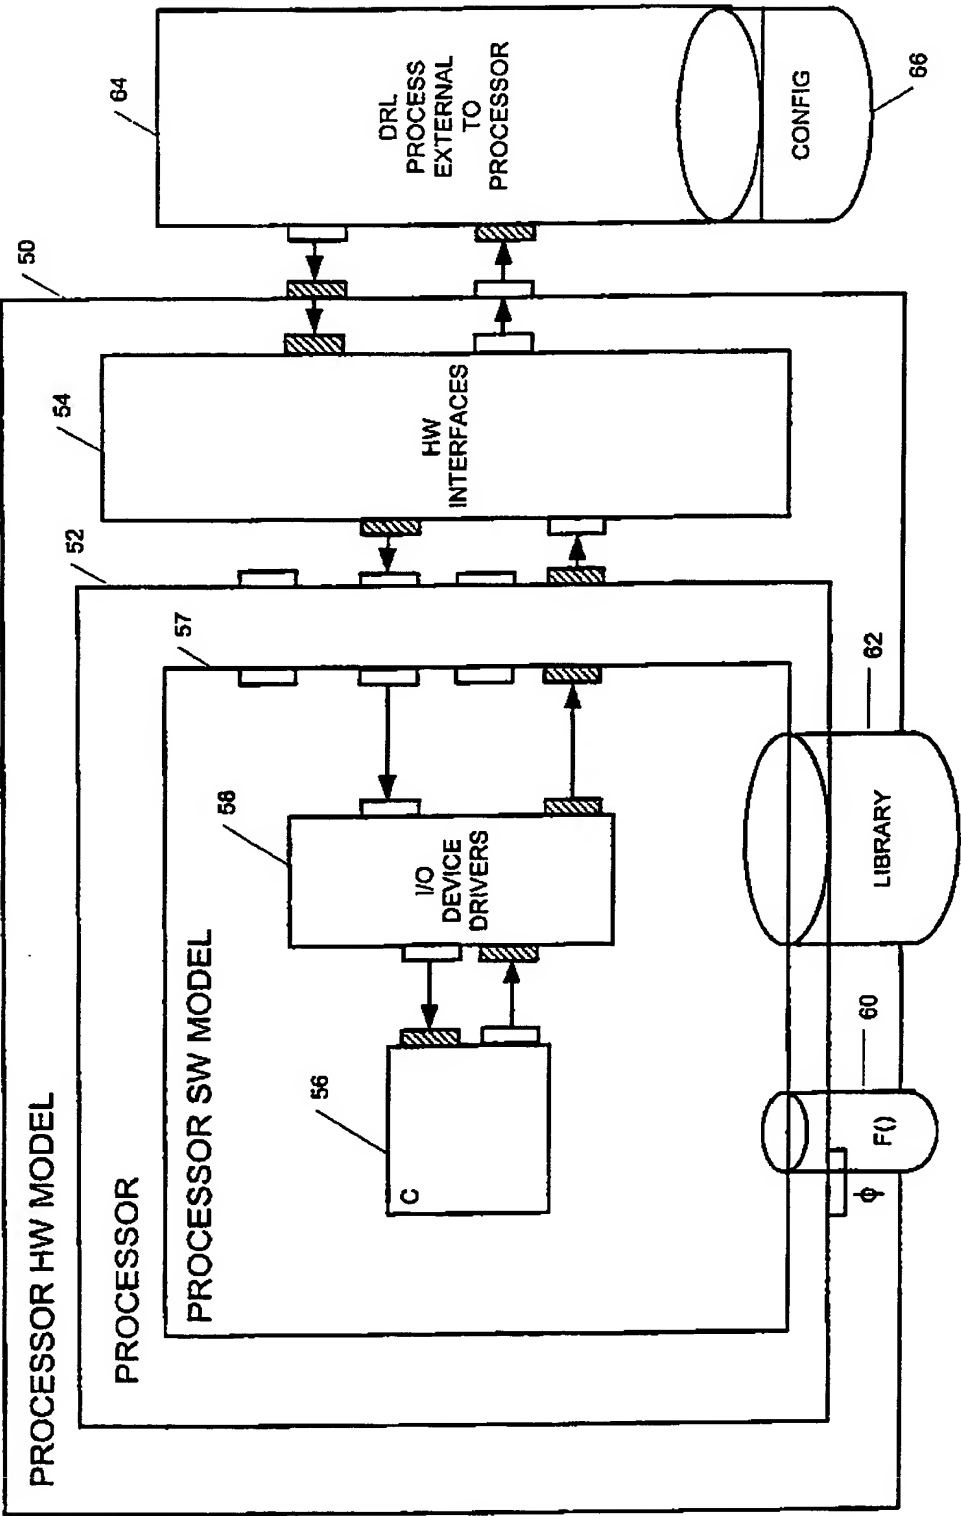 PROCESSOR HW MODEL
50
PROCESSOR
52
PROCESSOR SW MODEL
57
C
56
I/O
DEVICE
DRIVERS
58
HW
INTERFACES
54
DRL
PROCESS
EXTERNAL
TO
PROCESSOR
64
CONFIG
66
ϕ
F()
60
LIBRARY
62